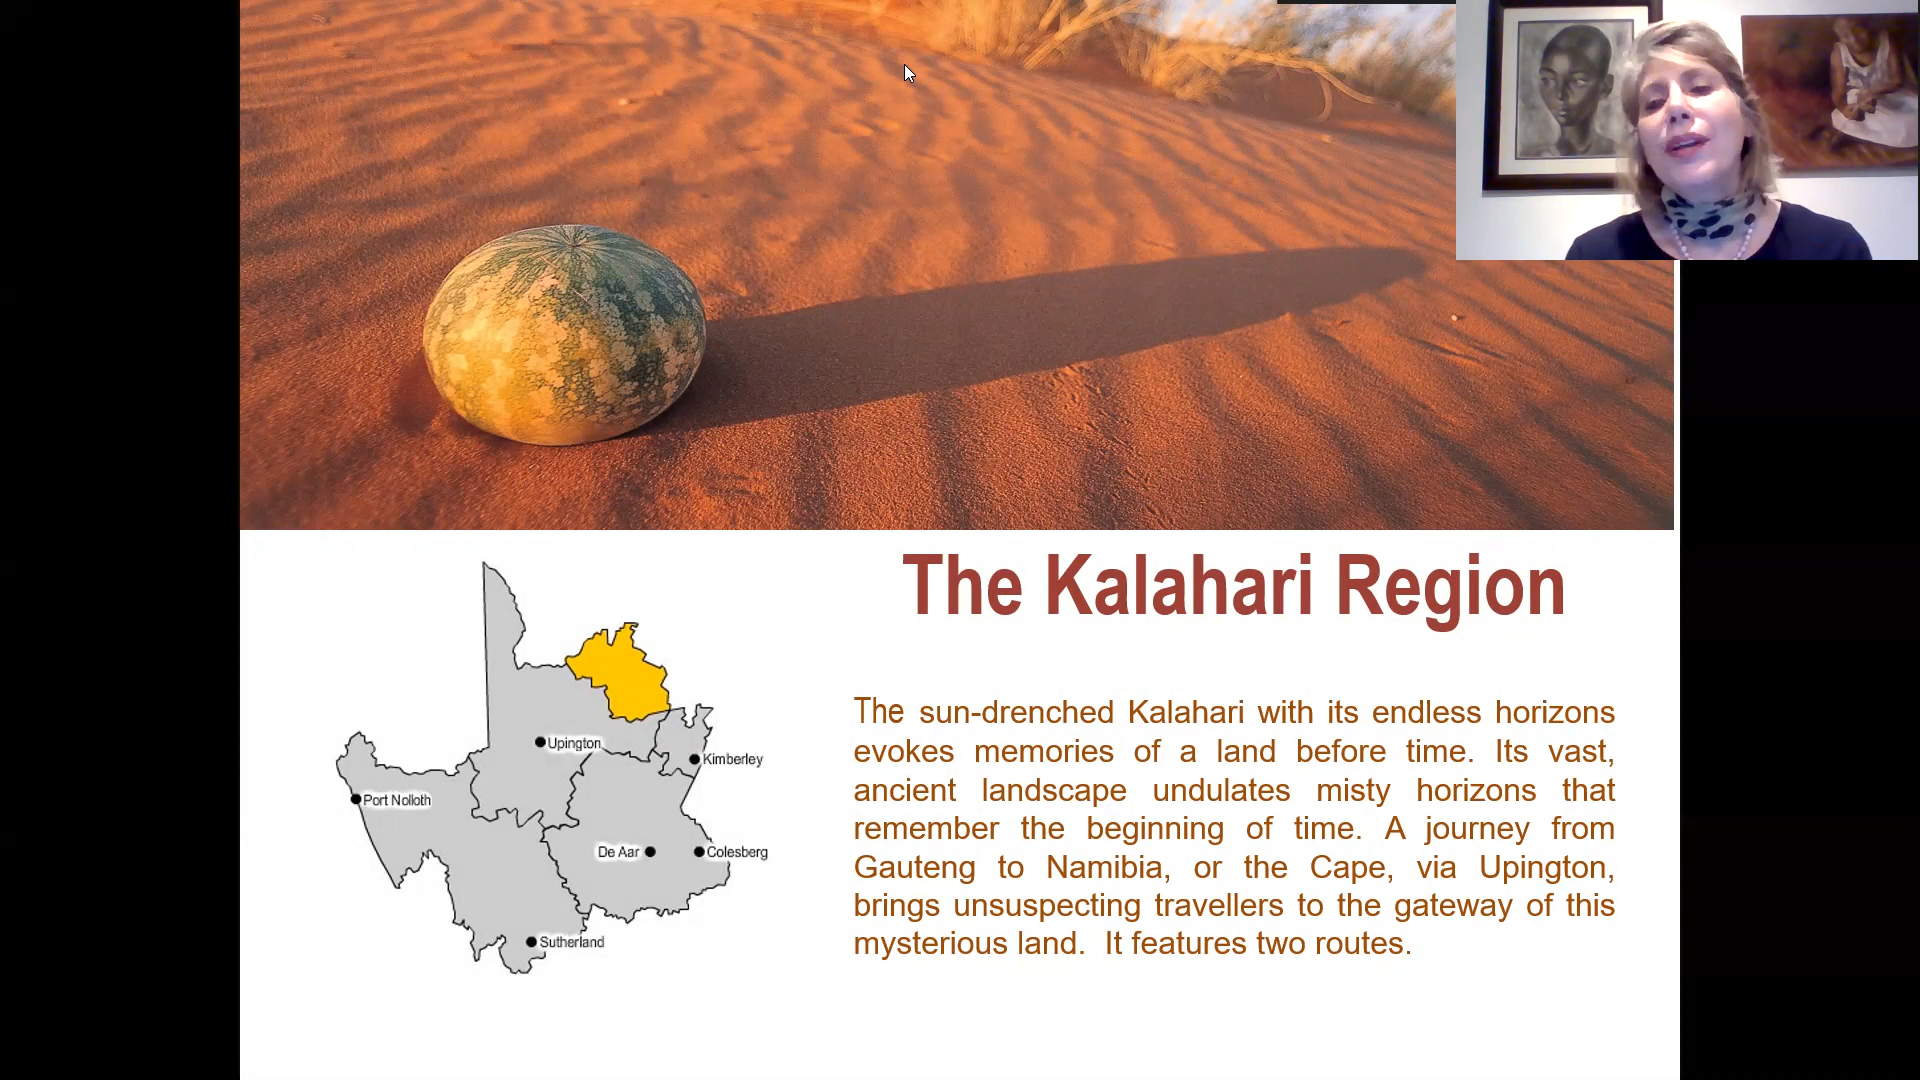 The Kalahari Region
The sun-drenched Kalahari with its endless horizons
evokes memories of a land before time. Its vast,
ancient landscape undulates misty horizons that
remember the beginning of time. A journey from
Gauteng to Namibia, or the Cape, via Upington,
brings unsuspecting travellers to the gateway of this
mysterious land. It features two routes.
Upington
Kimberley
Port Nolloth
De Aar
Colesberg
Sutherland